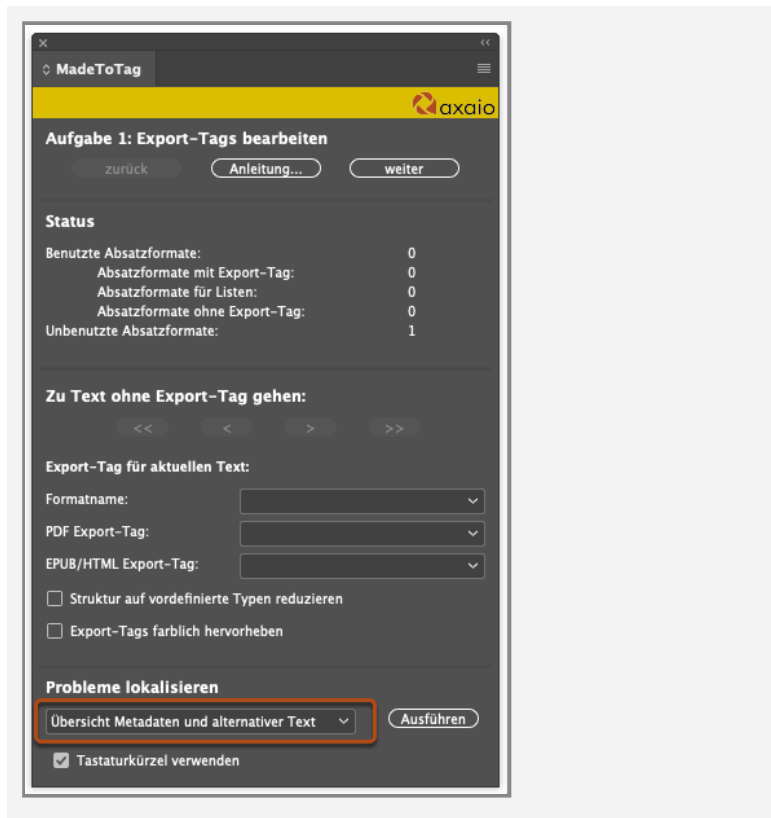 MadeToTag
axaio
Aufgabe 1: Export-Tags bearbeiten
zurück Anleitung... weiter
Status
Benutzte Absatzformate: 0
Absatzformate mit Export-Tag: 0
Absatzformate für Listen: 0
Absatzformate ohne Export-Tag: 0
Unbenutzte Absatzformate: 1
Zu Text ohne Export-Tag gehen:
<< < > >>
Export-Tag für aktuellen Text:
Formatname:
PDF Export-Tag:
EPUB/HTML Export-Tag:
Struktur auf vordefinierte Typen reduzieren
Export-Tags farblich hervorheben
Probleme lokalisieren
Übersicht Metadaten und alternativer Text Ausführen
Tastaturkürzel verwenden